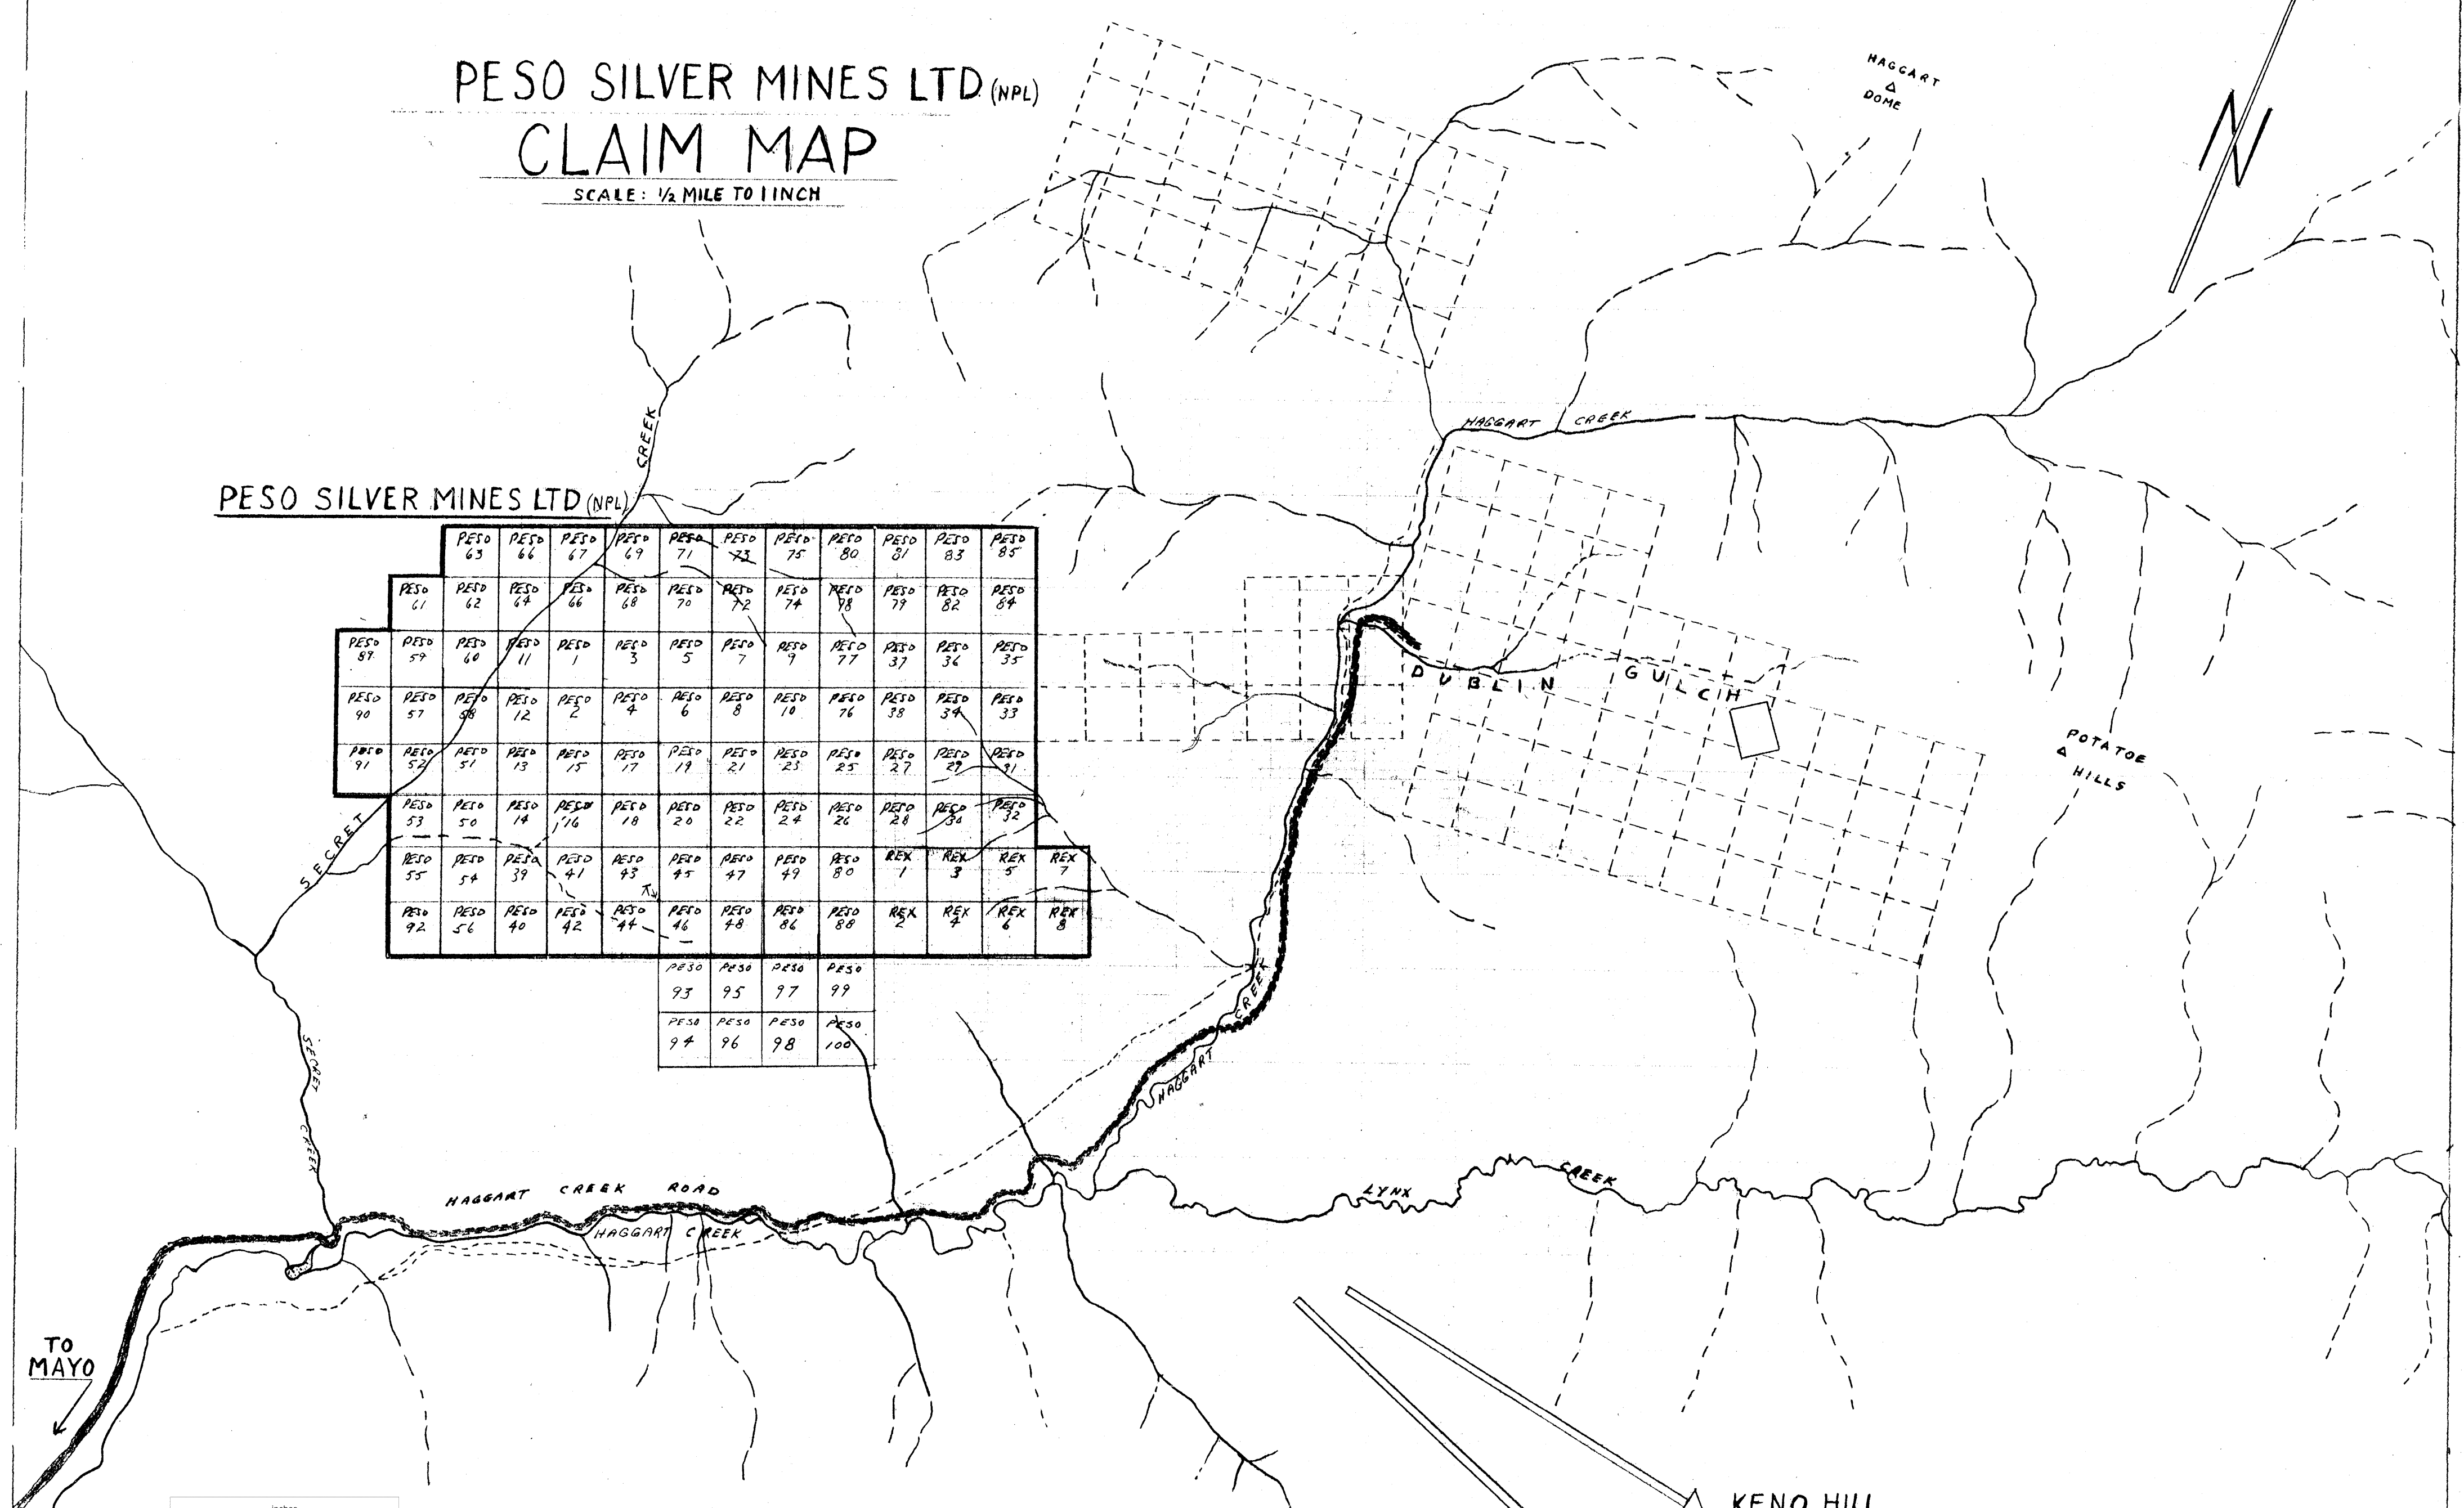 PESO SILVER MINES LTD. (NPL)
CLAIM MAP
SCALE: 1/2 MILE TO 1 INCH
HAGGART
DOME
N
CREEK
HAGGART CREEK
PESO SILVER MINES LTD (NPL)
PESO 63 PESO 66 PESO 67 PESO 69 PESO 71 PESO 73 PESO 75 PESO 80 PESO 81 PESO 83 PESO 85
PESO 61 PESO 62 PESO 64 PESO 66 PESO 68 PESO 70 PESO 72 PESO 74 PESO 78 PESO 79 PESO 82 PESO 84
PESO 89 PESO 59 PESO 60 PESO 11 PESO 1 PESO 3 PESO 5 PESO 7 PESO 9 PESO 77 PESO 37 PESO 36 PESO 35
PESO 90 PESO 57 PESO 58 PESO 12 PESO 2 PESO 4 PESO 6 PESO 8 PESO 10 PESO 76 PESO 38 PESO 34 PESO 33
PESO 91 PESO 52 PESO 51 PESO 13 PESO 15 PESO 17 PESO 19 PESO 21 PESO 23 PESO 25 PESO 27 PESO 29 PESO 31
PESO 53 PESO 50 PESO 14 PESO 16 PESO 18 PESO 20 PESO 22 PESO 24 PESO 26 PESO 28 PESO 30 PESO 32
PESO 55 PESO 54 PESO 39 PESO 41 PESO 43 PESO 45 PESO 47 PESO 49 PESO 80 REX 1 REX 3 REX 5 REX 7
PESO 92 PESO 56 PESO 40 PESO 42 PESO 44 PESO 46 PESO 48 PESO 86 PESO 88 REX 2 REX 4 REX 6 REX 8
PESO 93 PESO 95 PESO 97 PESO 99
PESO 94 PESO 96 PESO 98 PESO 100
DUBLIN GULCH
POTATOE
HILLS
SECRET
SECRET CREEK
HAGGART CREEK
LYNX CREEK
HAGGART CREEK ROAD
HAGGART CREEK
TO
MAYO
KENO HILL
inches